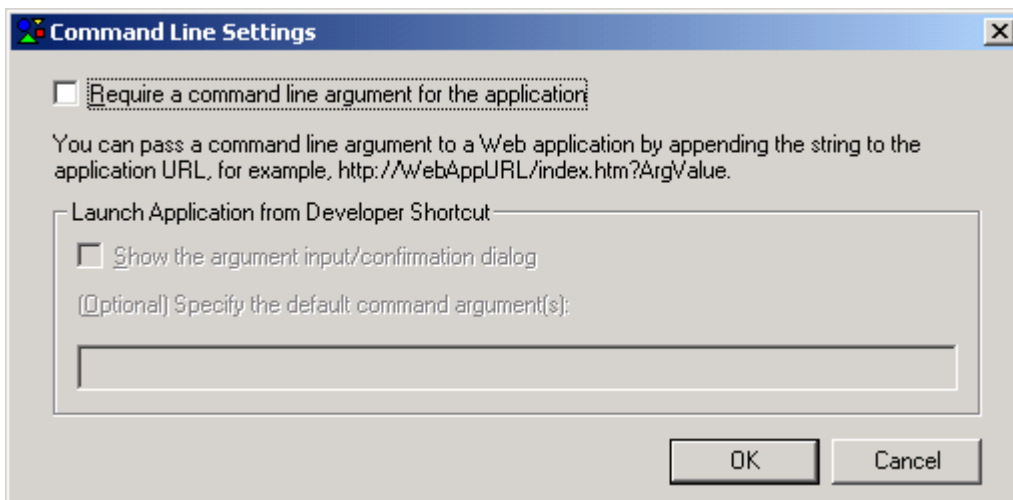 Command Line Settings
Require a command line argument for the application
You can pass a command line argument to a Web application by appending the string to the
application URL, for example, http://WebAppURL/index.htm?ArgValue.
Launch Application from Developer Shortcut
Show the argument input/confirmation dialog
(Optional) Specify the default command argument(s):
OK Cancel